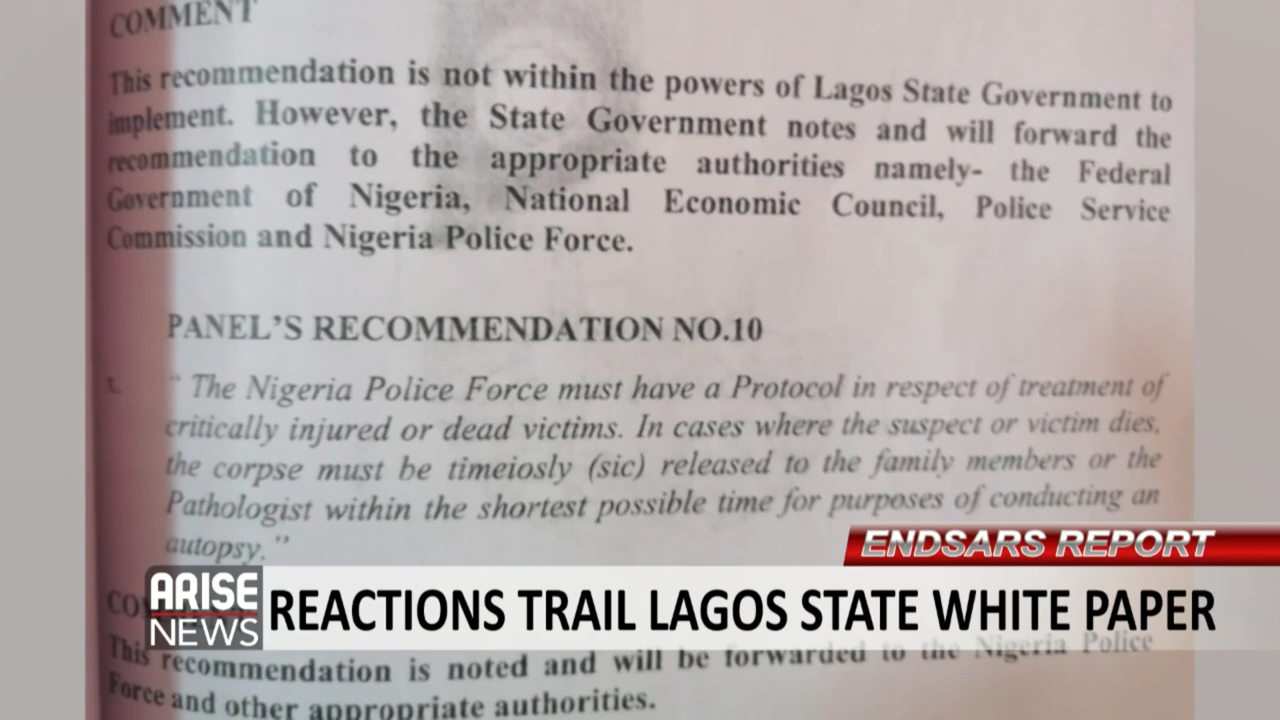 COMMENT
This recommendation is not within the powers of Lagos State Government to
implement. However, the State Government notes and will forward the
recommendation to the appropriate authorities namely- the Federal
Government of Nigeria, National Economic Council, Police Service
Commission and Nigeria Police Force.
PANEL'S RECOMMENDATION NO.10
" The Nigeria Police Force must have a Protocol in respect of treatment of
critically injured or dead victims. In cases where the suspect or victim dies,
the corpse must be timeiosly (sic) released to the family members or the
Pathologist within the shortest possible time for purposes of conducting an
autopsy."
ENDSARS REPORT
ARISE
NEWS
REACTIONS TRAIL LAGOS STATE WHITE PAPER
This recommendation is noted and will be forwarded to the Nigeria Police
Force and other appropriate authorities.